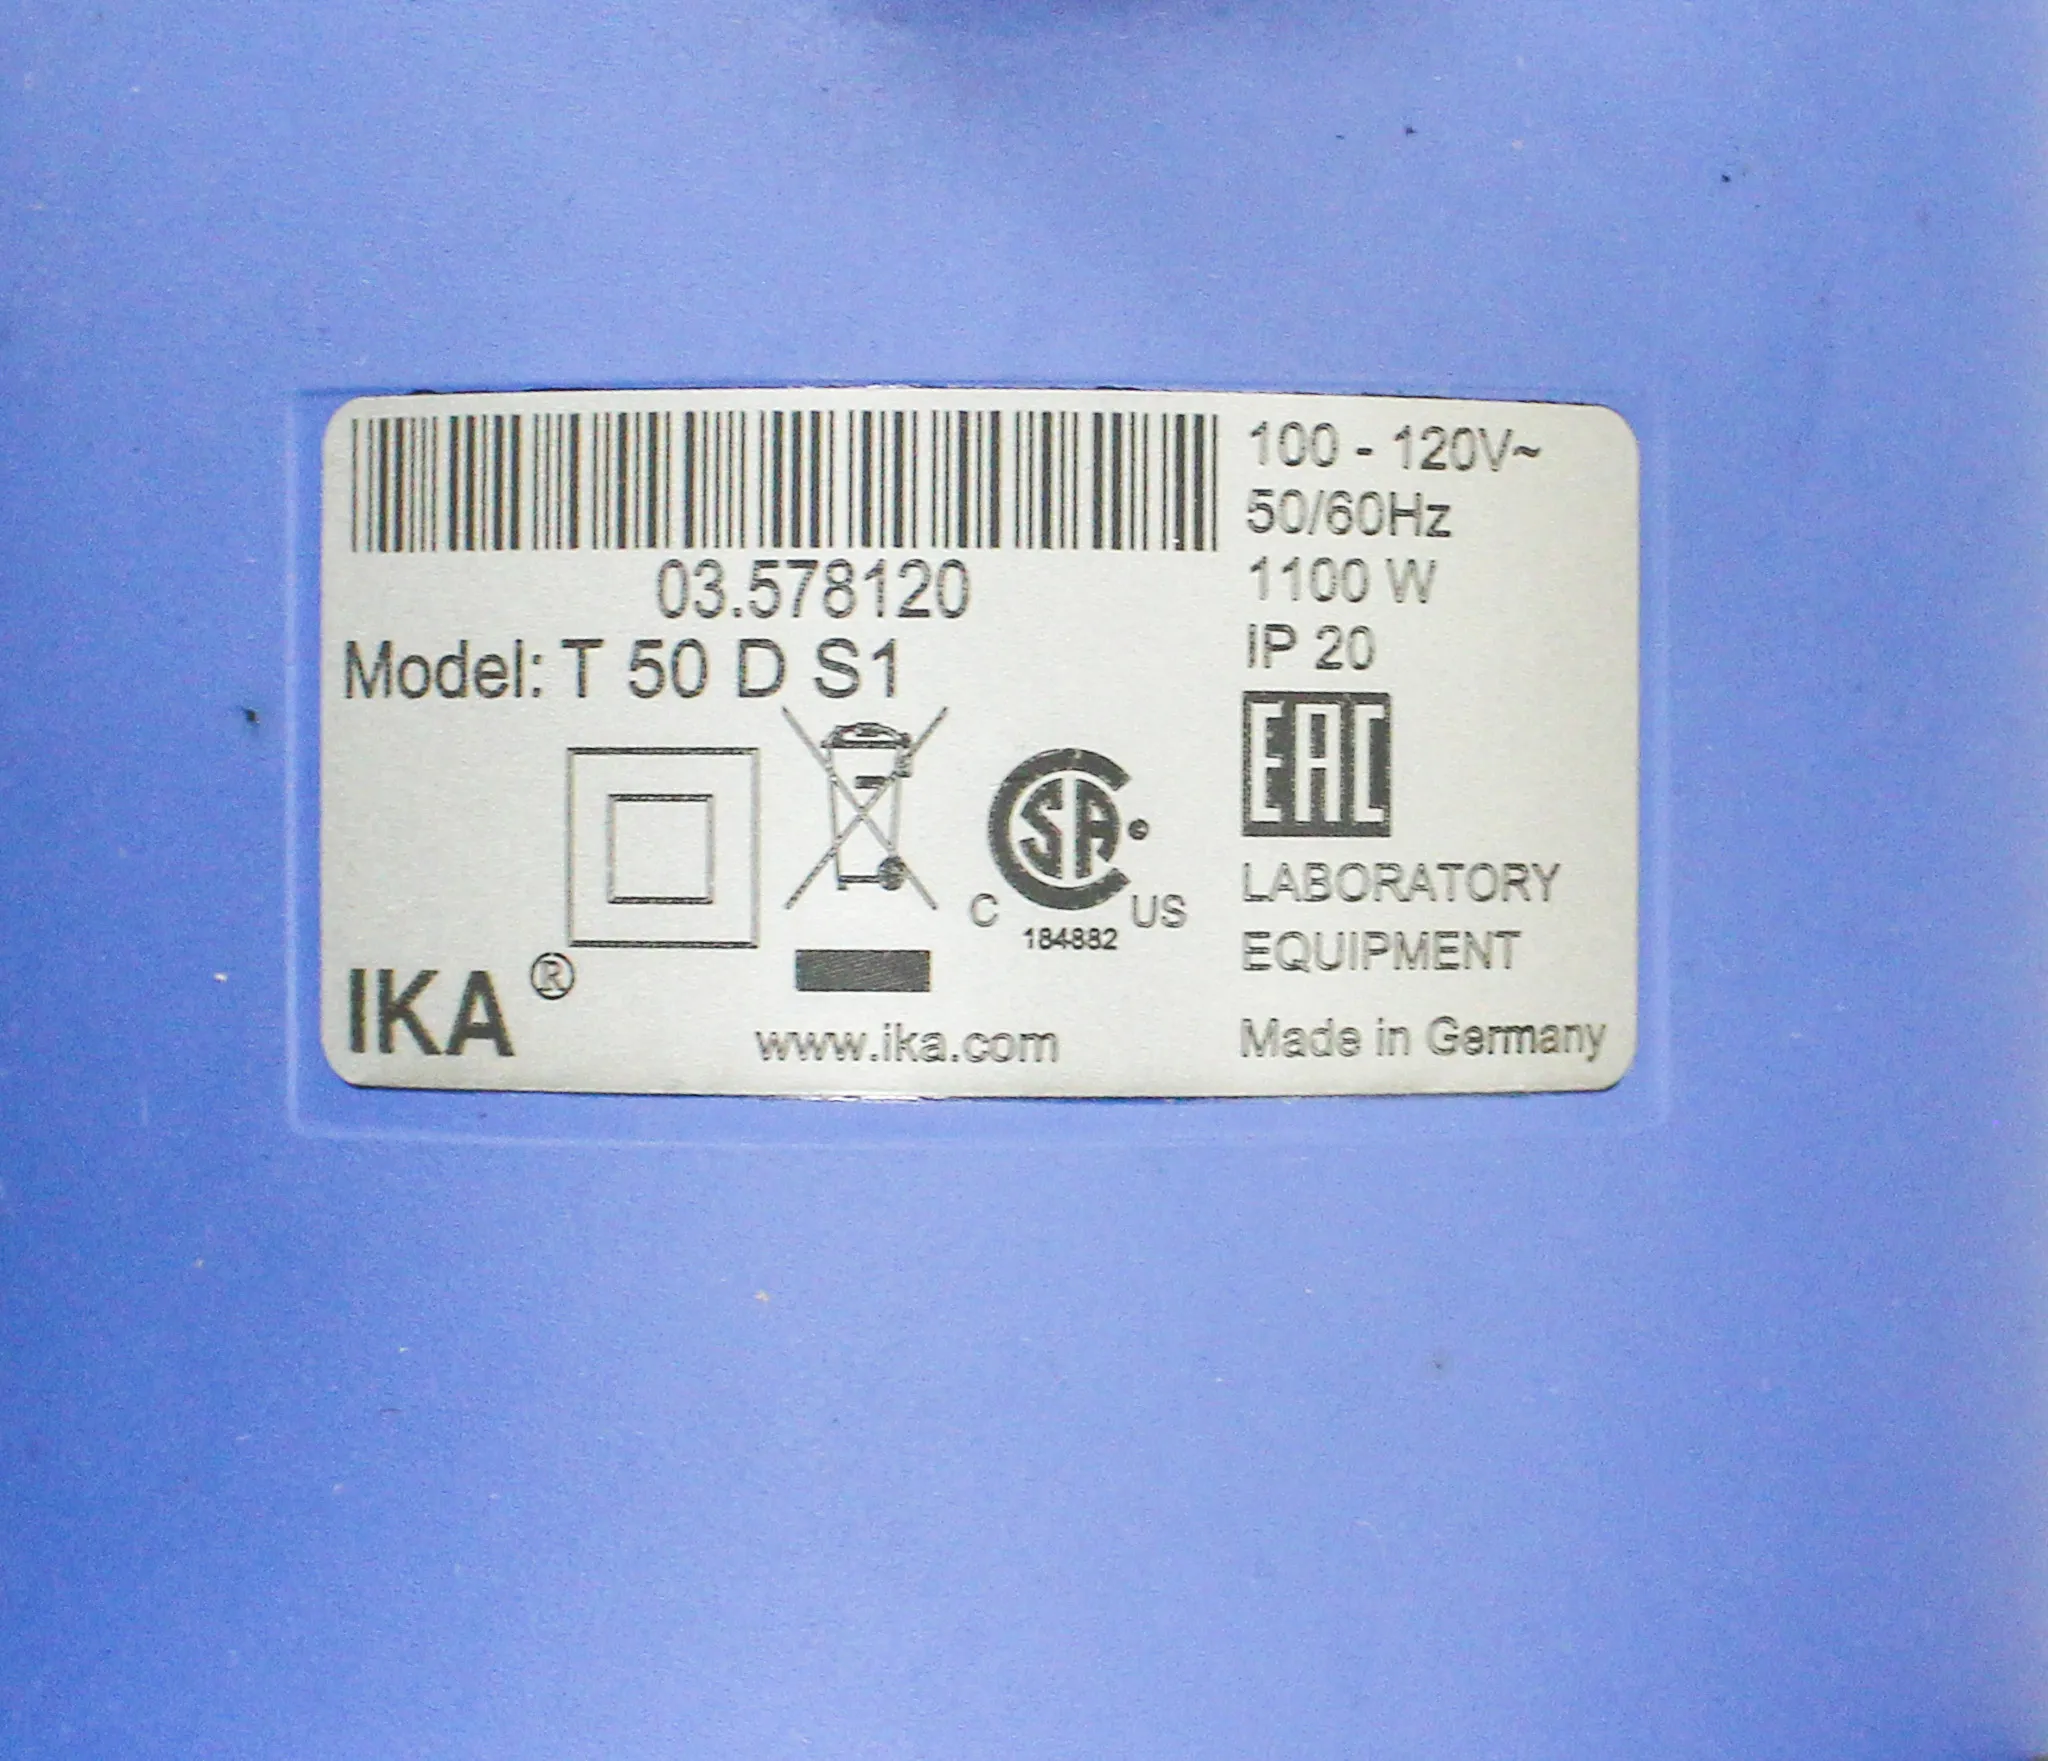 03.578120
Model: T 50 D S1
100 - 120V~
50/60Hz
1100 W
IP 20
EAC
LABORATORY
EQUIPMENT
Made in Germany
CSA ©
C US
184882
IKA®
www.ika.com